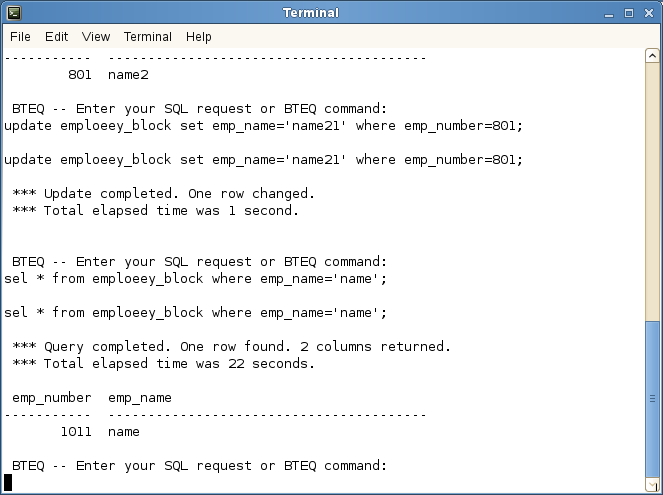 Terminal
File Edit View Terminal Help
----------- ---------------------------------------
801 name2
BTEQ -- Enter your SQL request or BTEQ command:
update emploeey_block set emp_name='name21' where emp_number=801;
update emploeey_block set emp_name='name21' where emp_number=801;
*** Update completed. One row changed.
*** Total elapsed time was 1 second.
BTEQ -- Enter your SQL request or BTEQ command:
sel * from emploeey_block where emp_name='name';
sel * from emploeey_block where emp_name='name';
*** Query completed. One row found. 2 columns returned.
*** Total elapsed time was 22 seconds.
emp_number emp_name
----------- ---------------------------------------
1011 name
BTEQ -- Enter your SQL request or BTEQ command: